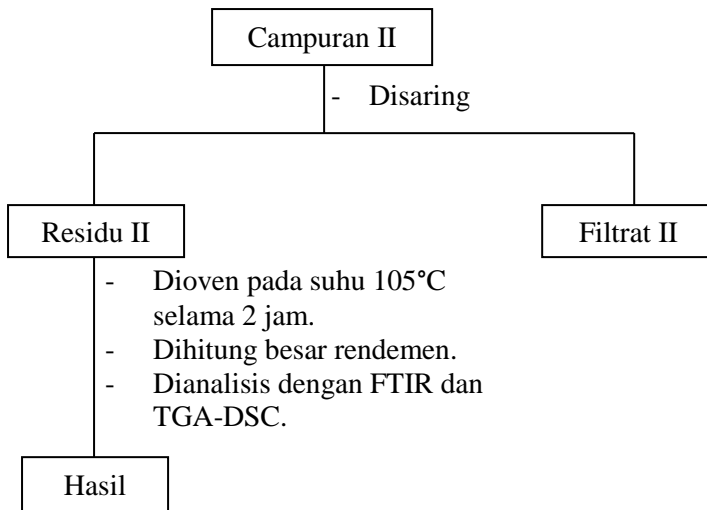 Campuran II
- Disaring
Residu II
Filtrat II
- Dioven pada suhu 105°C
selama 2 jam.
- Dihitung besar rendemen.
- Dianalisis dengan FTIR dan
TGA-DSC.
Hasil